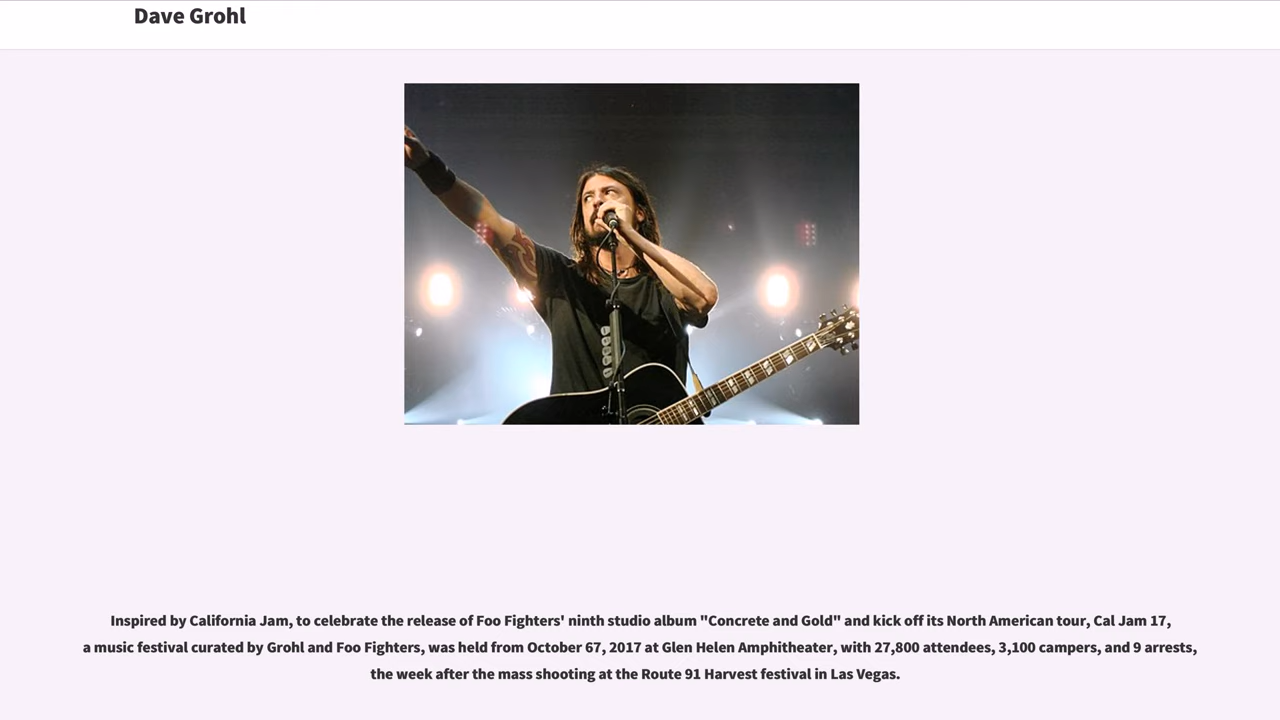 Dave Grohl
Inspired by California Jam, to celebrate the release of Foo Fighters' ninth studio album "Concrete and Gold" and kick off its North American tour, Cal Jam 17,
a music festival curated by Grohl and Foo Fighters, was held from October 67, 2017 at Glen Helen Amphitheater, with 27,800 attendees, 3,100 campers, and 9 arrests,
the week after the mass shooting at the Route 91 Harvest festival in Las Vegas.